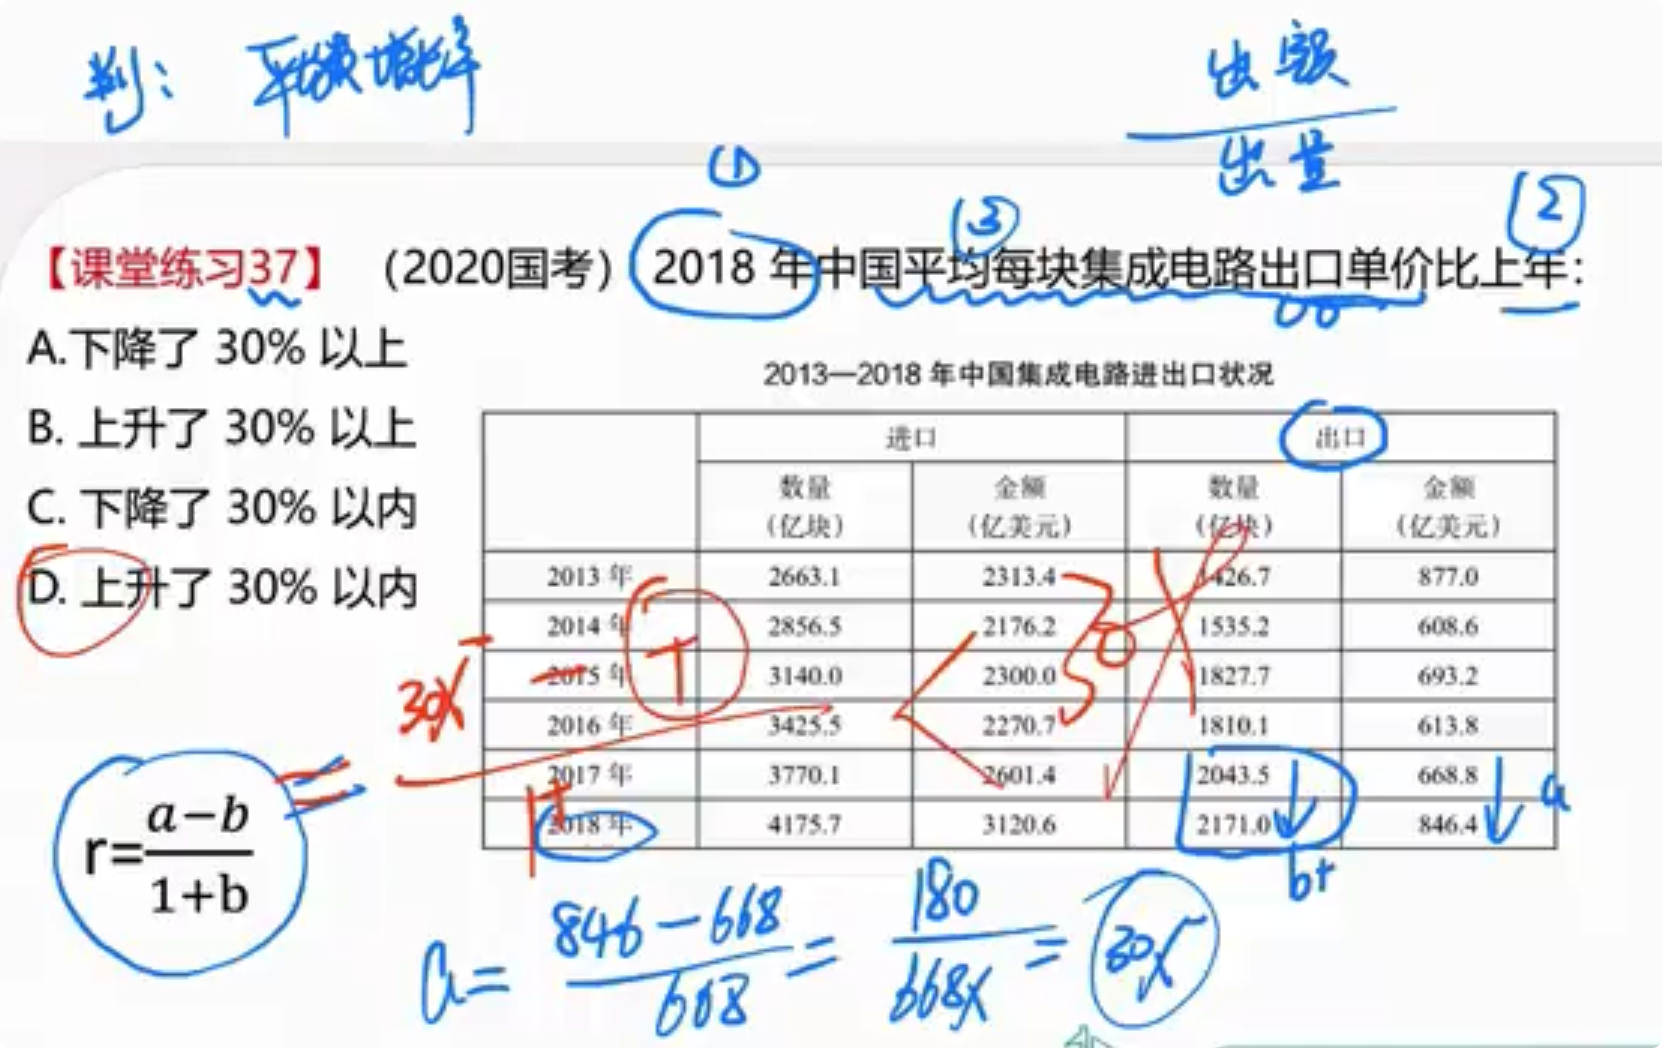 判： 平均数增长率
出额
出量
① ③ ②
【课堂练习37】（2020国考）2018 年中国平均每块集成电路出口单价比上年：
A.下降了 30% 以上
B. 上升了 30% 以上
C. 下降了 30% 以内
D. 上升了 30% 以内
2013—2018 年中国集成电路进出口状况
进口 出口
数量 金额 数量 金额
（亿块） （亿美元） （亿块） （亿美元）
2013 年 2663.1 2313.4 1426.7 877.0
2014 年 2856.5 2176.2 1535.2 608.6
2015 年 3140.0 2300.0 1827.7 693.2
2016 年 3425.5 2270.7 1810.1 613.8
2017 年 3770.1 2601.4 2043.5 668.8
2018 年 4175.7 3120.6 2171.0 846.4
a
b+
r=a−b
1+b
=
30%-
+
1+
a= 846-668 = 180 = 30%-
668 668